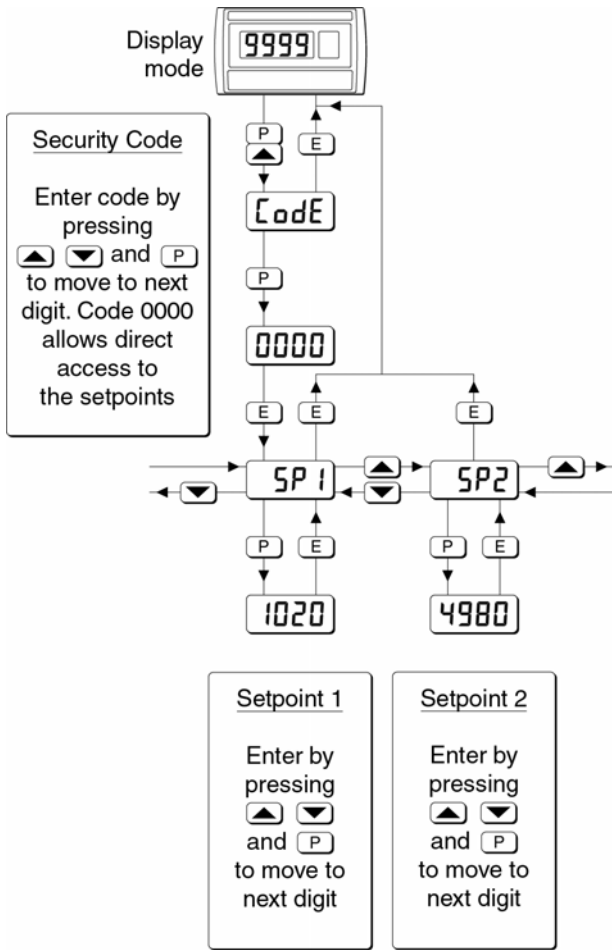 Display
mode
9999
P
▲
E
Security Code
Enter code by
pressing
▲ ▼ and P
to move to next
digit. Code 0000
allows direct
access to
the setpoints
CodE
P
0000
E E E
SP1 ▲ ▼ SP2 ▲
▼
P E P E
1020 4980
Setpoint 1
Enter by
pressing
▲ ▼
and P
to move to
next digit
Setpoint 2
Enter by
pressing
▲ ▼
and P
to move to
next digit